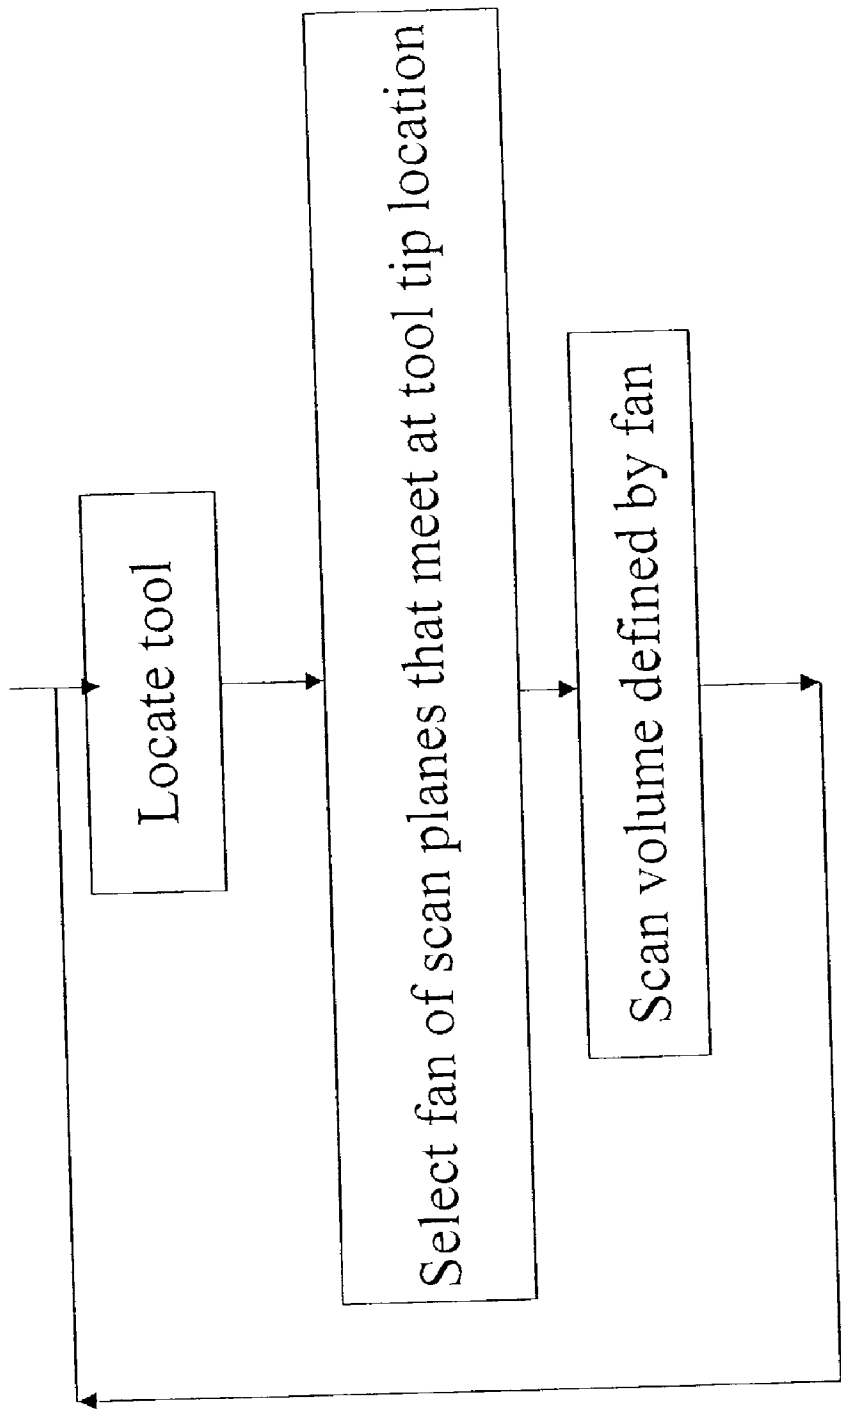 Locate tool
Select fan of scan planes that meet at tool tip location
Scan volume defined by fan